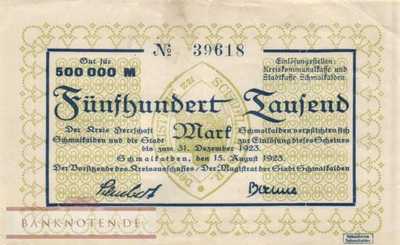 Gut für
500 000 M
№ 39618
Einlösungsstellen:
Kreiskommunalkasse und
Stadtkasse Schmalkalden.
Fünfhundert Tausend
Mark
Der Kreis Herrschaft Schmalkalden verpflichten sich
Schmalkalden und die Stadt zur Einlösung dieses Scheines
bis zum 31. Dezember 1923.
Schmalkalden, den 15. August 1923.
Der Vorsitzende des Kreisausschusses. Der Magistrat der Stadt Schmalkalden
BANKNOTEN.DE